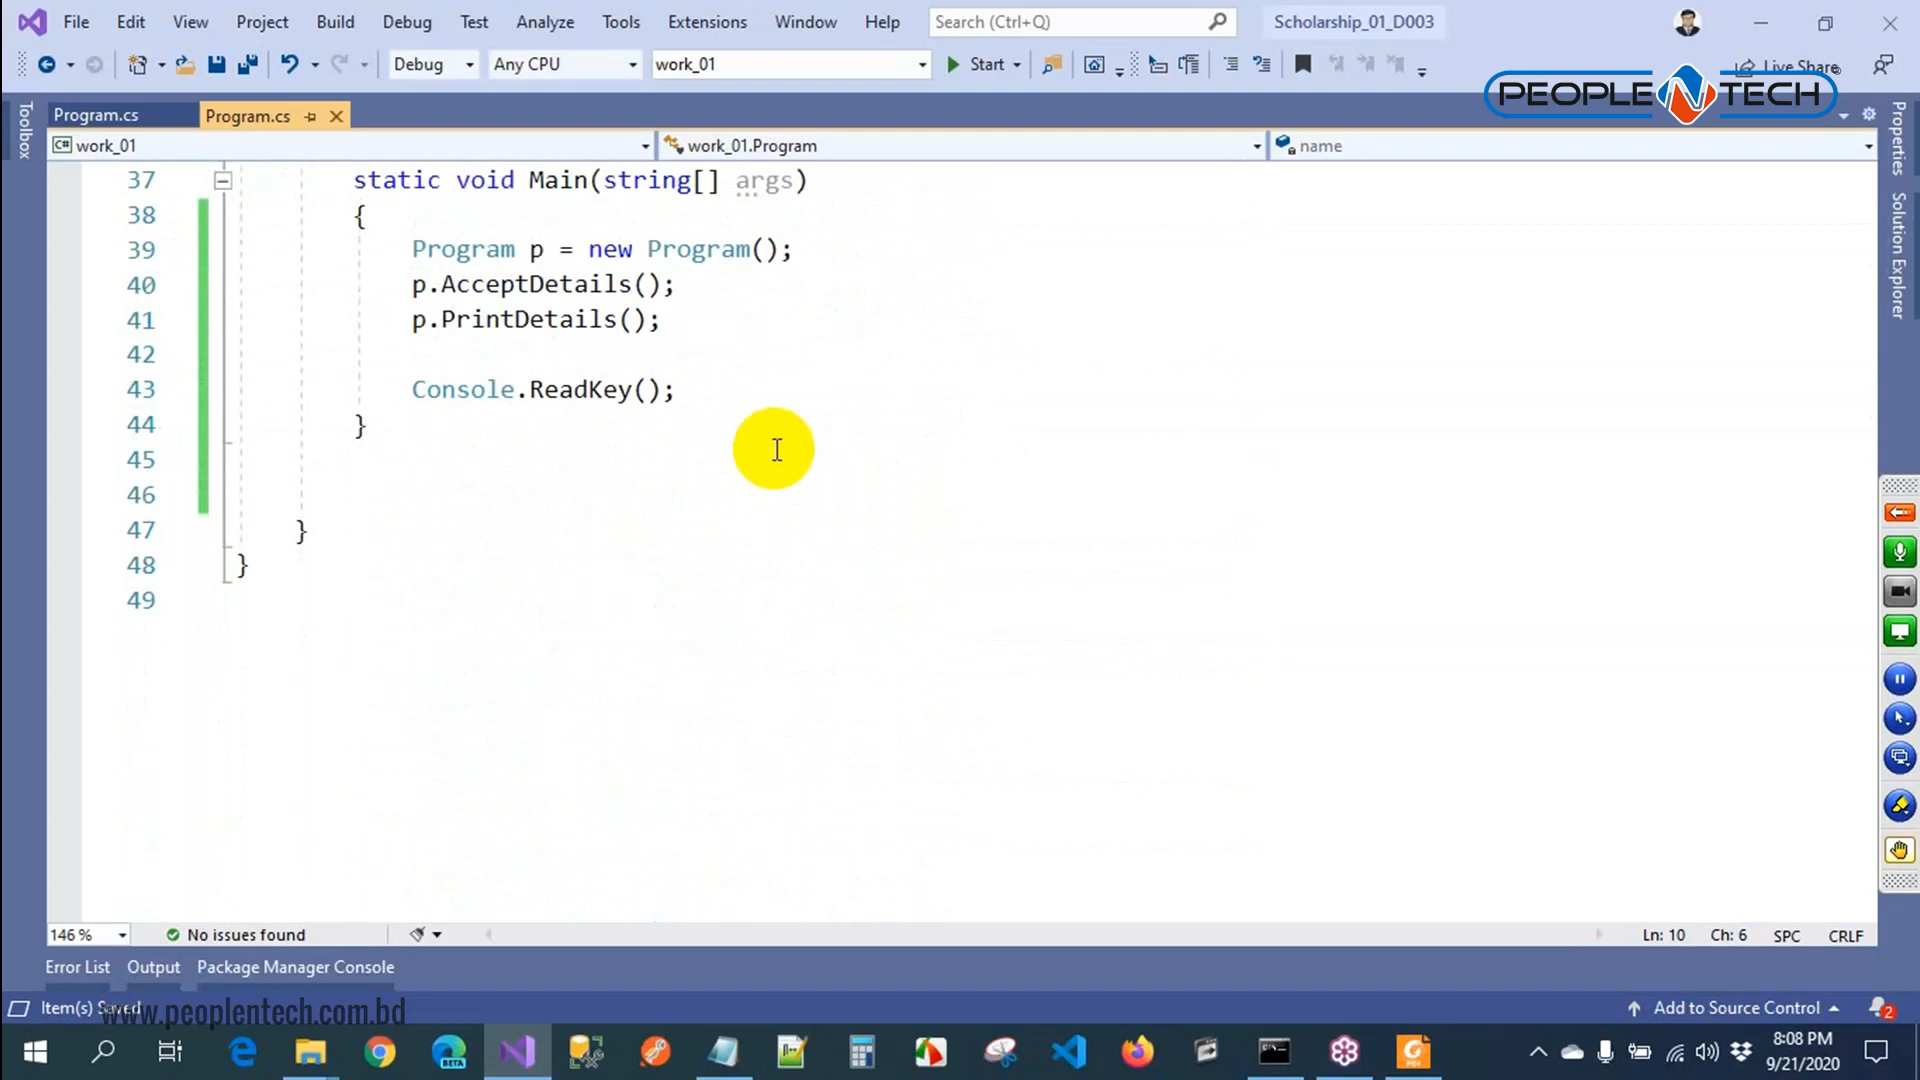 File Edit View Project Build Debug Test Analyze Tools Extensions Window Help Search (Ctrl+Q) Scholarship_01_D003
Debug Any CPU work_01 Start Live Share
PEOPLE N TECH
Toolbox
Program.cs Program.cs
work_01 work_01.Program name
Properties
Solution Explorer
37 static void Main(string[] args)
38 {
39 Program p = new Program();
40 p.AcceptDetails();
41 p.PrintDetails();
42
43 Console.ReadKey();
44 }
45
46
47 }
48 }
49
146 % No issues found Ln: 10 Ch: 6 SPC CRLF
Error List Output Package Manager Console
Item(s) Saved Add to Source Control 2
www.peoplentech.com.bd
BETA
8:08 PM
9/21/2020